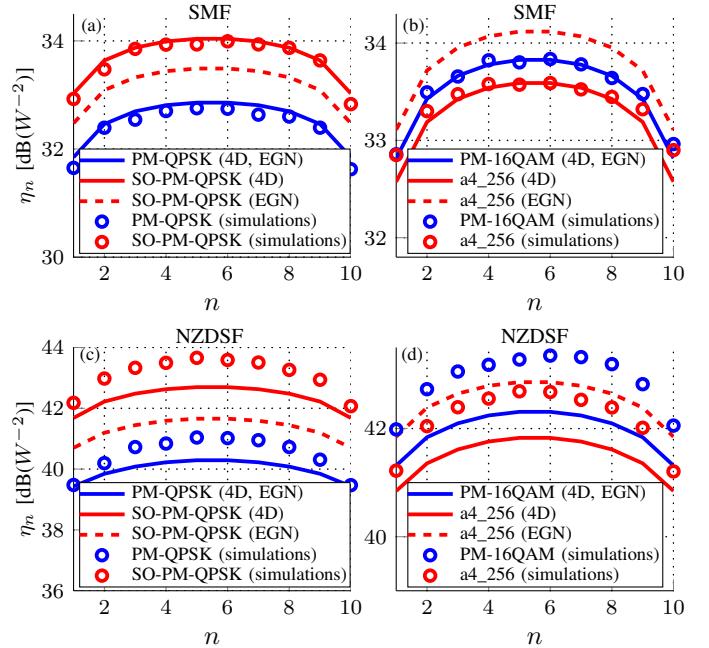 SMF
SMF
(a)
(b)
34
32
30
η_n [dB(W^{-2})]
PM-QPSK (4D, EGN)
SO-PM-QPSK (4D)
SO-PM-QPSK (EGN)
PM-QPSK (simulations)
SO-PM-QPSK (simulations)
2 4 6 8 10
n
34
33
32
PM-16QAM (4D, EGN)
a4_256 (4D)
a4_256 (EGN)
PM-16QAM (simulations)
a4_256 (simulations)
2 4 6 8 10
n
NZDSF
NZDSF
(c)
(d)
44
42
40
38
36
η_n [dB(W^{-2})]
PM-QPSK (4D, EGN)
SO-PM-QPSK (4D)
SO-PM-QPSK (EGN)
PM-QPSK (simulations)
SO-PM-QPSK (simulations)
2 4 6 8 10
n
42
40
PM-16QAM (4D, EGN)
a4_256 (4D)
a4_256 (EGN)
PM-16QAM (simulations)
a4_256 (simulations)
2 4 6 8 10
n